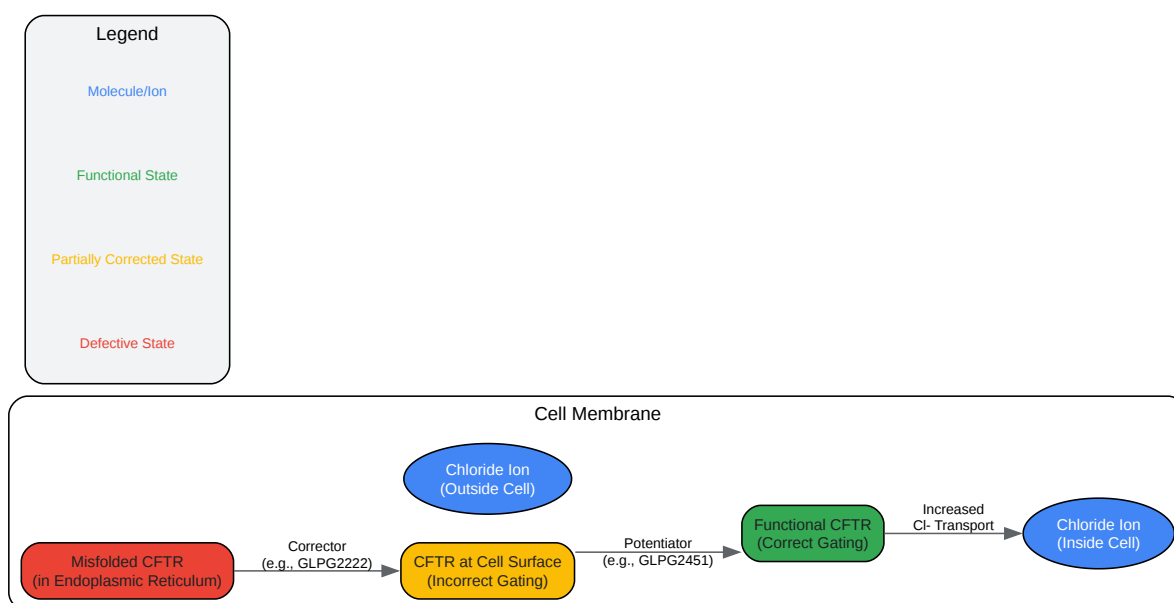 Legend
Molecule/Ion
Functional State
Partially Corrected State
Defective State
Cell Membrane
Chloride Ion
(Outside Cell)
Misfolded CFTR
(in Endoplasmic Reticulum)
Corrector
(e.g., GLPG2222)
CFTR at Cell Surface
(Incorrect Gating)
Potentiator
(e.g., GLPG2451)
Functional CFTR
(Correct Gating)
Increased
Cl- Transport
Chloride Ion
(Inside Cell)